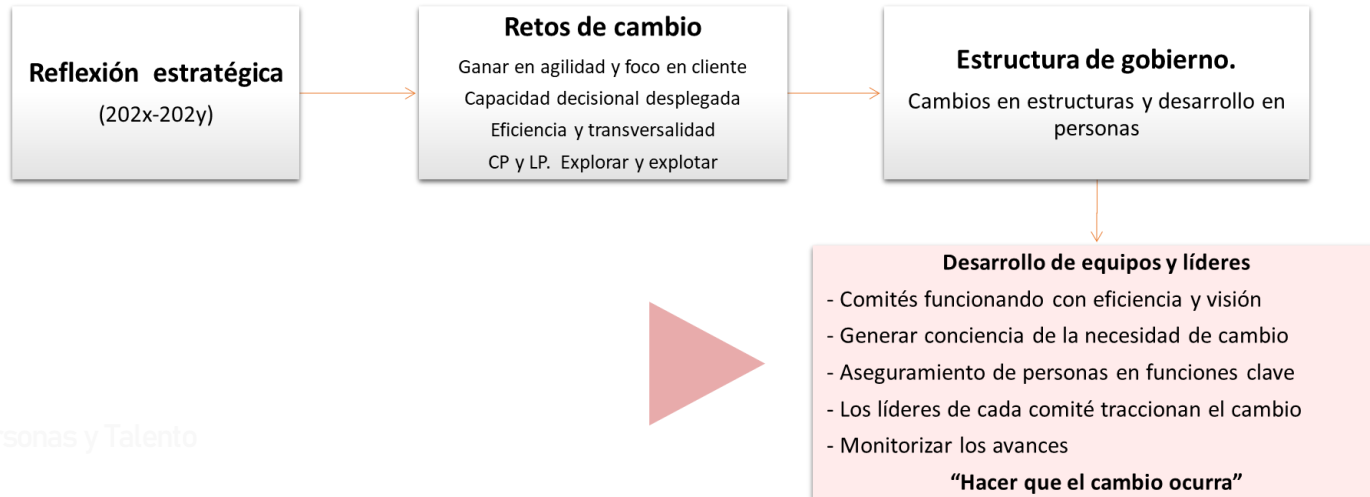 Reflexión estratégica
(202x-202y)
Retos de cambio
Ganar en agilidad y foco en cliente
Capacidad decisional desplegada
Eficiencia y transversalidad
CP y LP. Explorar y explotar
Estructura de gobierno.
Cambios en estructuras y desarrollo en
personas
Desarrollo de equipos y líderes
- Comités funcionando con eficiencia y visión
- Generar conciencia de la necesidad de cambio
- Aseguramiento de personas en funciones clave
- Los líderes de cada comité traccionan el cambio
- Monitorizar los avances
“Hacer que el cambio ocurra”
rsonas y Talento